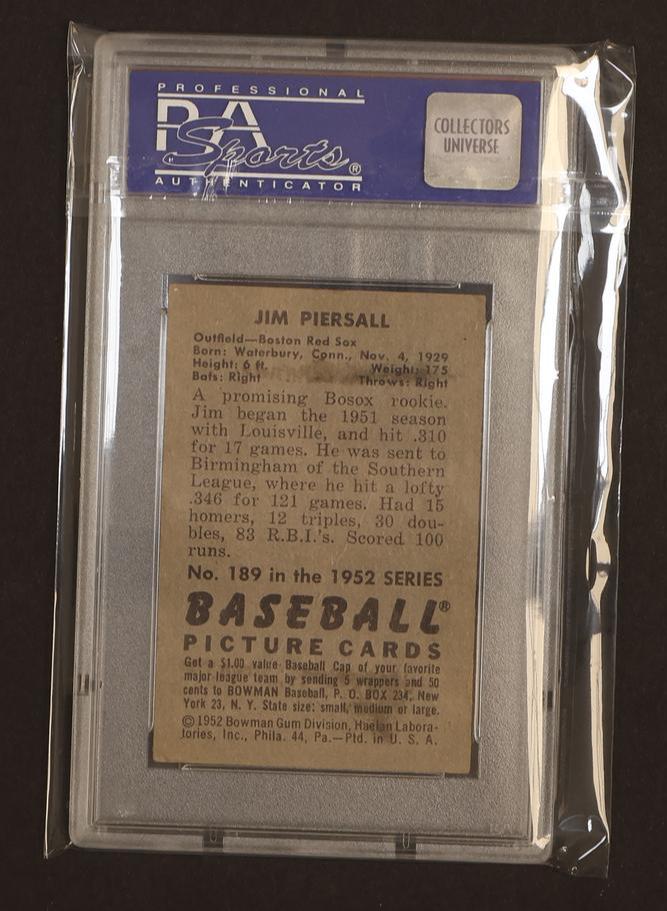 PROFESSIONAL
PSA
Sports®
AUTHENTICATOR
COLLECTORS
UNIVERSE
JIM PIERSALL
Outfield—Boston Red Sox
Born: Waterbury, Conn., Nov. 4, 1929
Height: 6 ft. Weight: 175
Bats: Right Throws: Right
A promising Bosox rookie.
Jim began the 1951 season
with Louisville, and hit .310
for 17 games. He was sent to
Birmingham of the Southern
League, where he hit a lofty
.346 for 121 games. Had 15
homers, 12 triples, 30 dou-
bles, 83 R.B.I.'s. Scored 100
runs.
No. 189 in the 1952 SERIES
BASEBALL®
PICTURE CARDS
Get a $1.00 value Baseball Cap of your favorite
major league team by sending 5 wrappers and 50
cents to BOWMAN Baseball, P. O. BOX 234, New
York 23, N. Y. State size: small, medium or large.
© 1952 Bowman Gum Division, Haelan Labora-
tories, Inc., Phila. 44, Pa.—Ptd. in U. S. A.